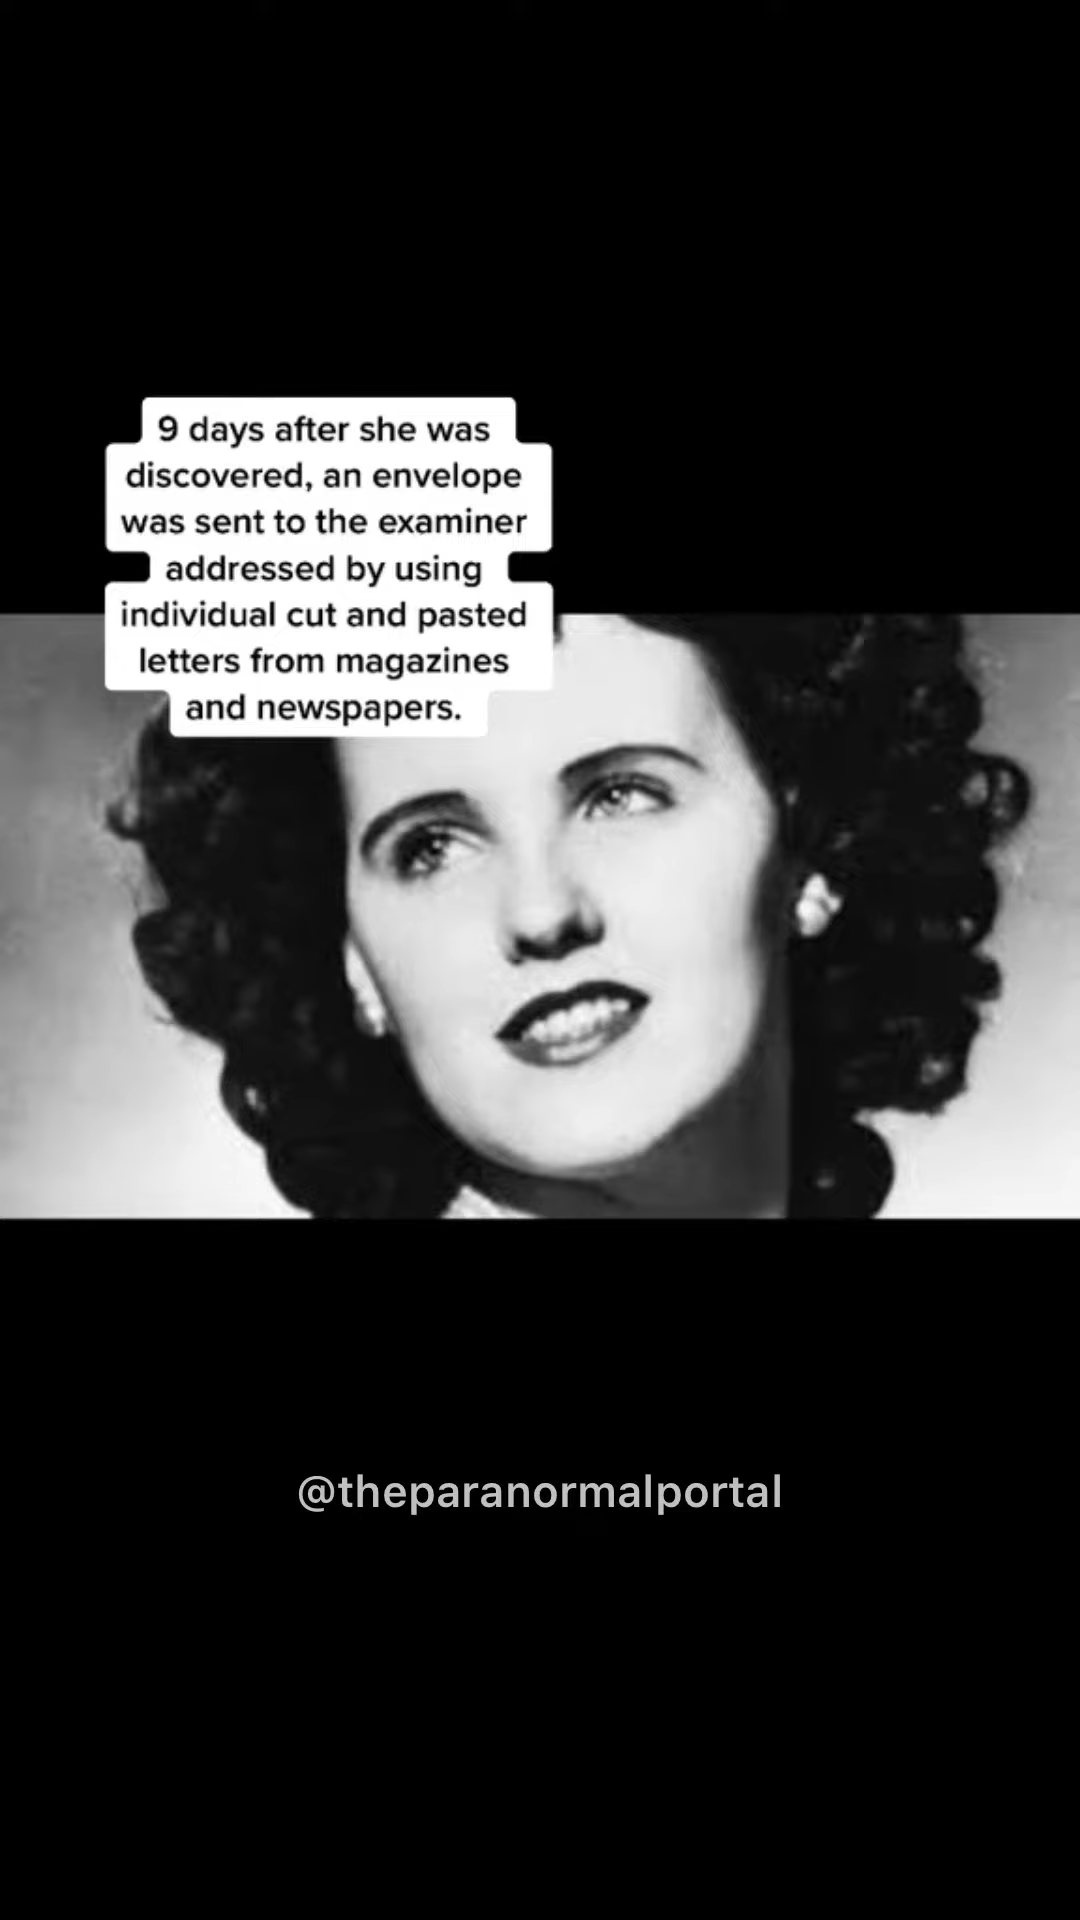 9 days after she was
discovered, an envelope
was sent to the examiner
addressed by using
individual cut and pasted
letters from magazines
and newspapers.
@theparanormalportal